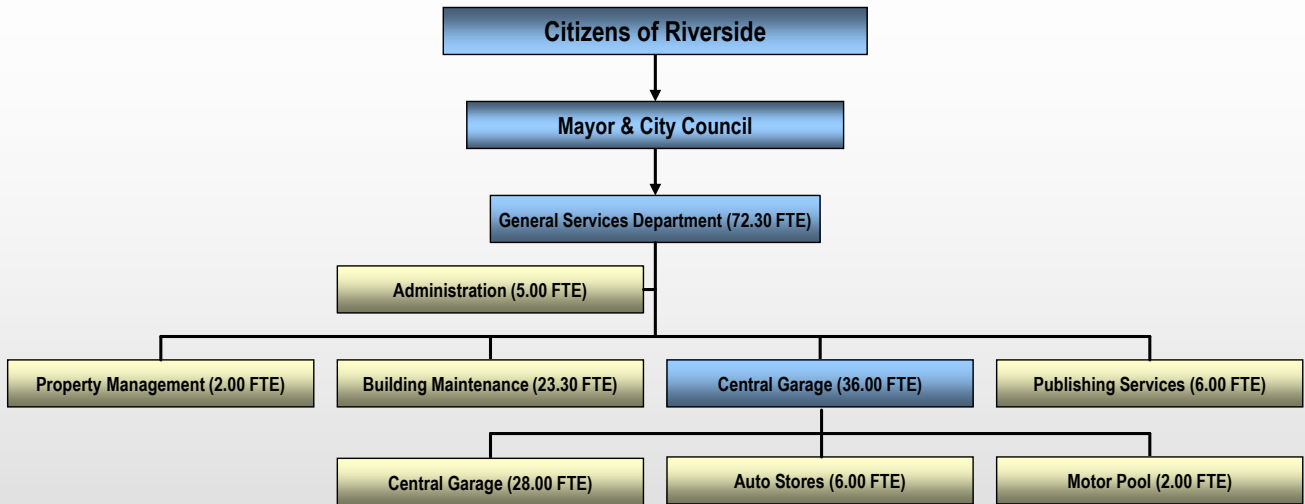 Citizens of Riverside
Mayor & City Council
General Services Department (72.30 FTE)
Administration (5.00 FTE)
Property Management (2.00 FTE)
Building Maintenance (23.30 FTE)
Central Garage (36.00 FTE)
Publishing Services (6.00 FTE)
Central Garage (28.00 FTE)
Auto Stores (6.00 FTE)
Motor Pool (2.00 FTE)